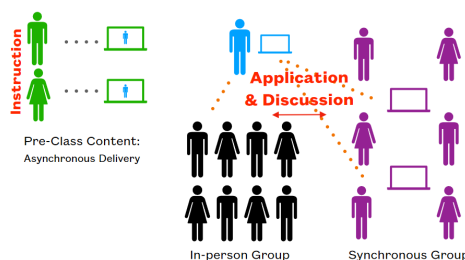 Instruction
Pre-Class Content:
Asynchronous Delivery
Application
& Discussion
In-person Group
Synchronous Group